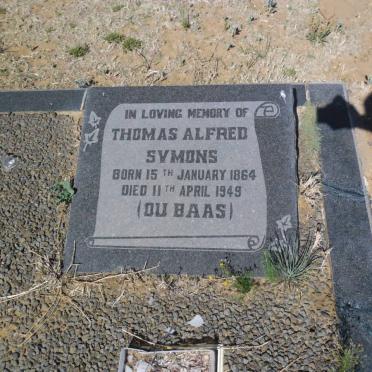 IN LOVING MEMORY OF
THOMAS ALFRED
SYMONS
BORN 15TH JANUARY 1864
DIED 11TH APRIL 1949
(OU BAAS)